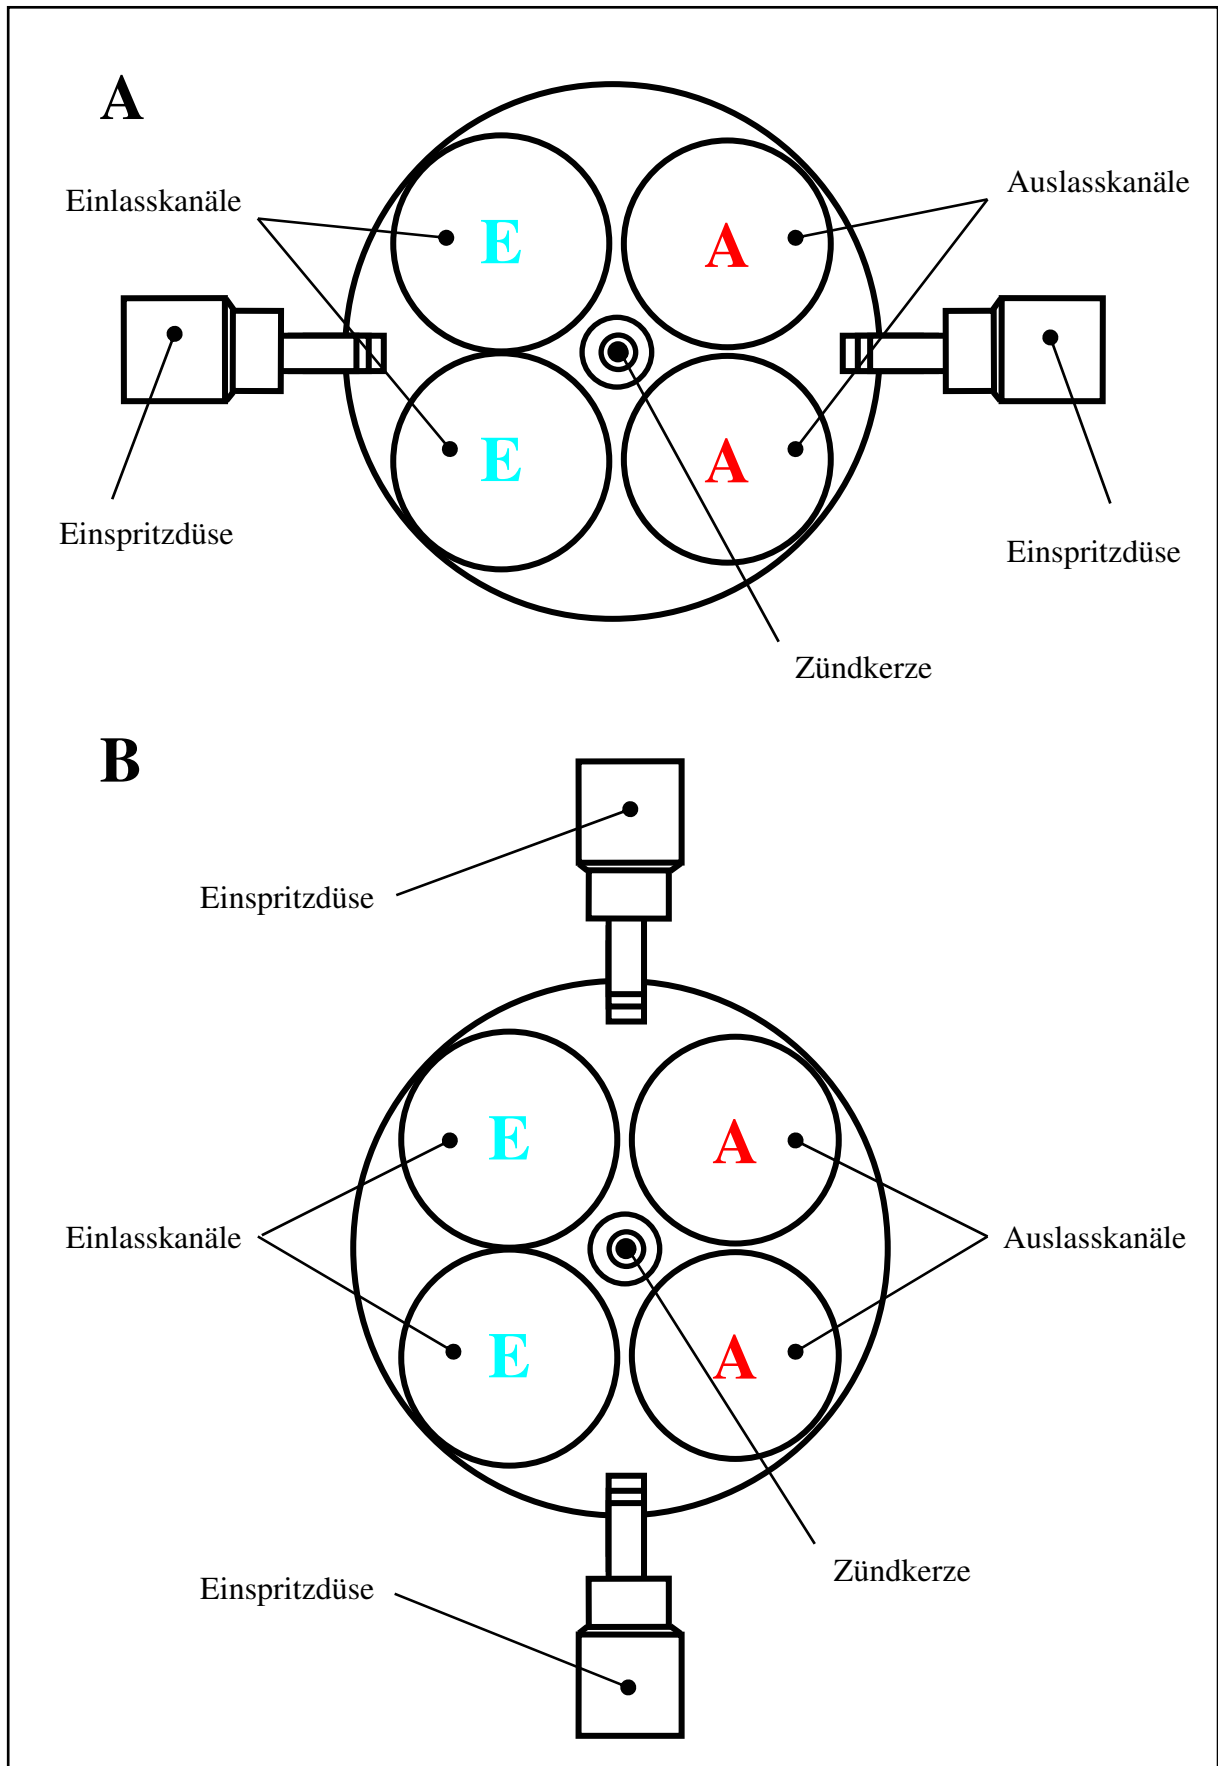 A
Einlasskanäle
Auslasskanäle
E
A
E
A
Einspritzdüse
Einspritzdüse
Zündkerze
B
Einspritzdüse
E
A
Einlasskanäle
Auslasskanäle
E
A
Zündkerze
Einspritzdüse